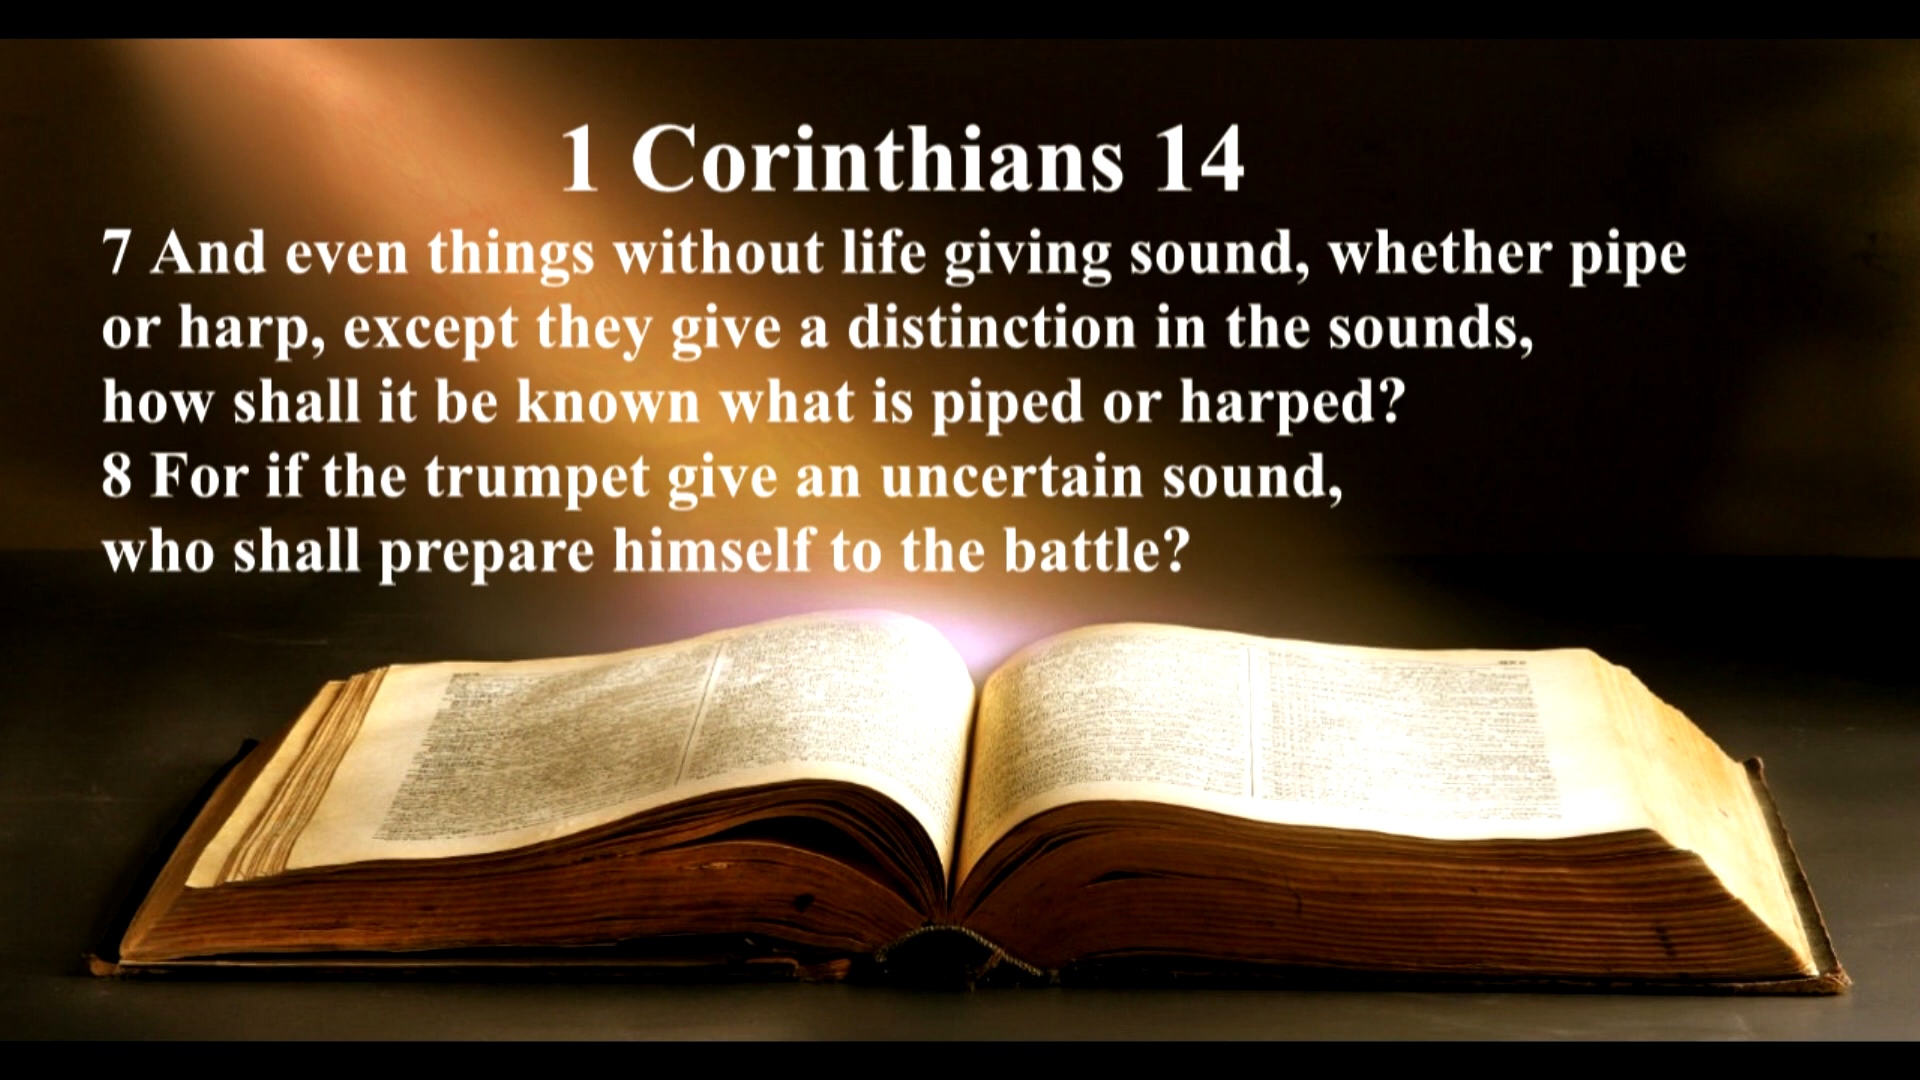 1 Corinthians 14
7 And even things without life giving sound, whether pipe
or harp, except they give a distinction in the sounds,
how shall it be known what is piped or harped?
8 For if the trumpet give an uncertain sound,
who shall prepare himself to the battle?